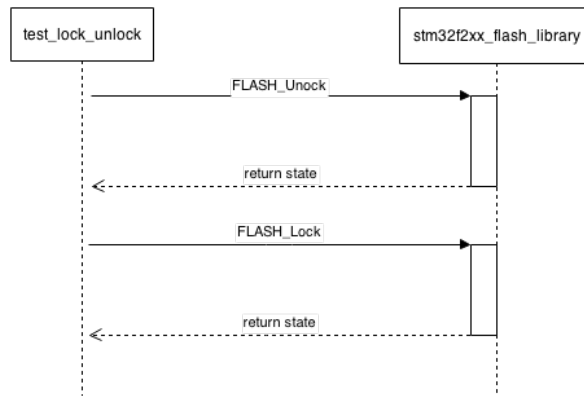 test_lock_unlock
stm32f2xx_flash_library
FLASH_Unock
return state
FLASH_Lock
return state